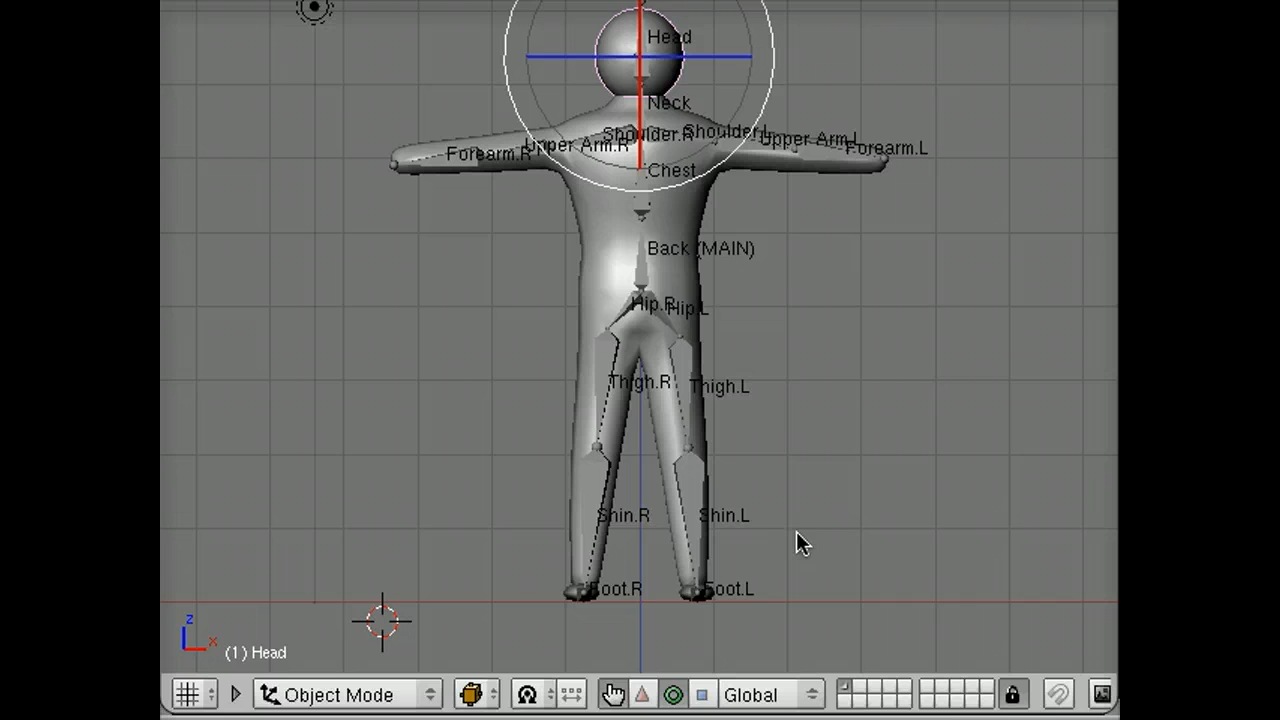 Head
Neck
Shoulder.R Shoulder.L
Upper Arm.R Upper Arm.L
Forearm.R Forearm.L
Chest
Back (MAIN)
Hip.R Hip.L
Thigh.R Thigh.L
Shin.R Shin.L
Foot.R Foot.L
z
x
(1) Head
Object Mode Global